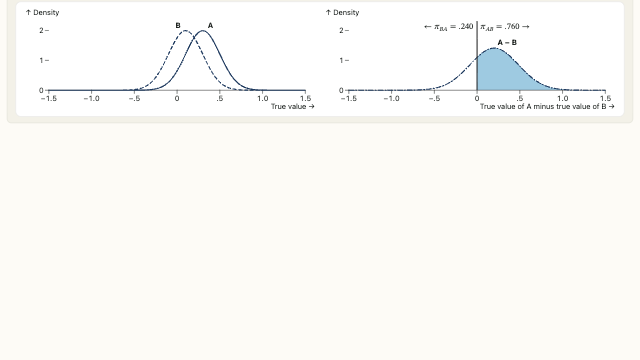 ↑ Density
B A
2
1
0
−1.5 −1.0 −.5 0 .5 1.0 1.5
True value →
↑ Density
← π_BA = .240 π_AB = .760 →
A − B
2
1
0
−1.5 −1.0 −.5 0 .5 1.0 1.5
True value of A minus true value of B →